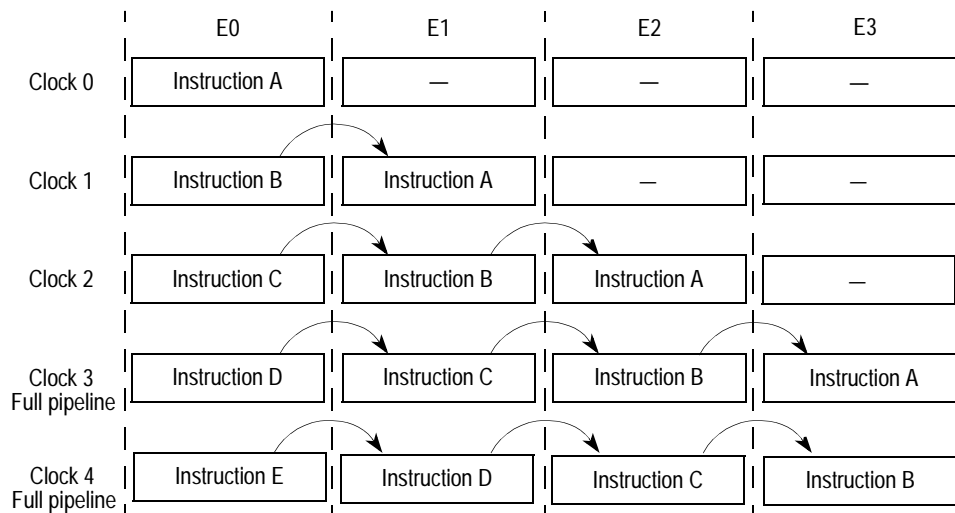 E0 E1 E2 E3
Clock 0 Instruction A — — —
Clock 1 Instruction B Instruction A — —
Clock 2 Instruction C Instruction B Instruction A —
Clock 3 Instruction D Instruction C Instruction B Instruction A
Full pipeline
Clock 4 Instruction E Instruction D Instruction C Instruction B
Full pipeline